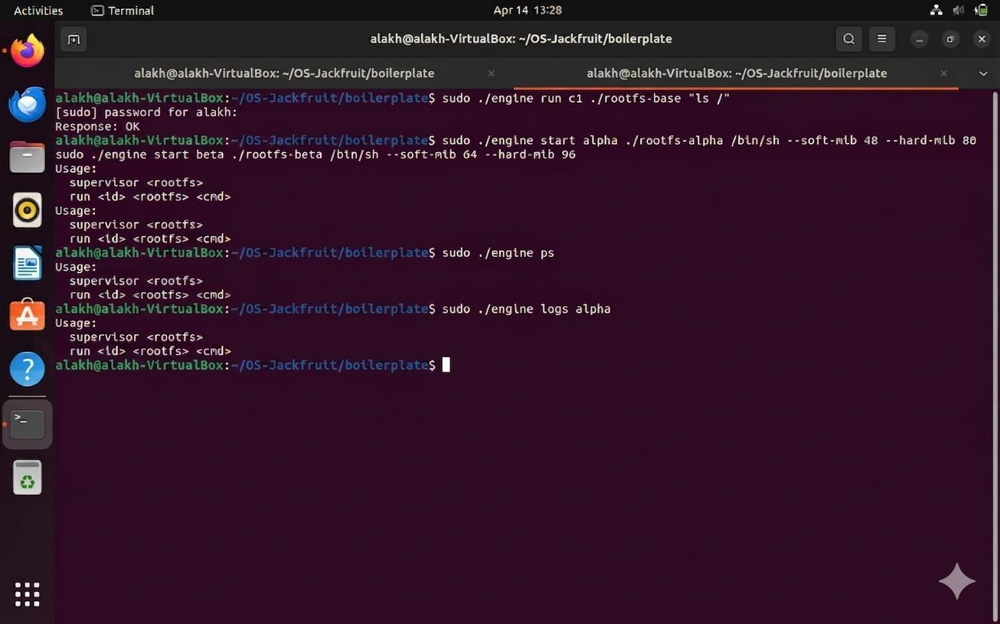 Activities
Terminal
Apr 14 13:28
alakh@alakh-VirtualBox: ~/OS-Jackfruit/boilerplate
alakh@alakh-VirtualBox: ~/OS-Jackfruit/boilerplate
alakh@alakh-VirtualBox: ~/OS-Jackfruit/boilerplate
alakh@alakh-VirtualBox:~/OS-Jackfruit/boilerplate$ sudo ./engine run c1 ./rootfs-base "ls /"
[sudo] password for alakh:
Response: OK
alakh@alakh-VirtualBox:~/OS-Jackfruit/boilerplate$ sudo ./engine start alpha ./rootfs-alpha /bin/sh --soft-mib 48 --hard-mib 80
sudo ./engine start beta ./rootfs-beta /bin/sh --soft-mib 64 --hard-mib 96
Usage:
  supervisor <rootfs>
  run <id> <rootfs> <cmd>
Usage:
  supervisor <rootfs>
  run <id> <rootfs> <cmd>
alakh@alakh-VirtualBox:~/OS-Jackfruit/boilerplate$ sudo ./engine ps
Usage:
  supervisor <rootfs>
  run <id> <rootfs> <cmd>
alakh@alakh-VirtualBox:~/OS-Jackfruit/boilerplate$ sudo ./engine logs alpha
Usage:
  supervisor <rootfs>
  run <id> <rootfs> <cmd>
alakh@alakh-VirtualBox:~/OS-Jackfruit/boilerplate$